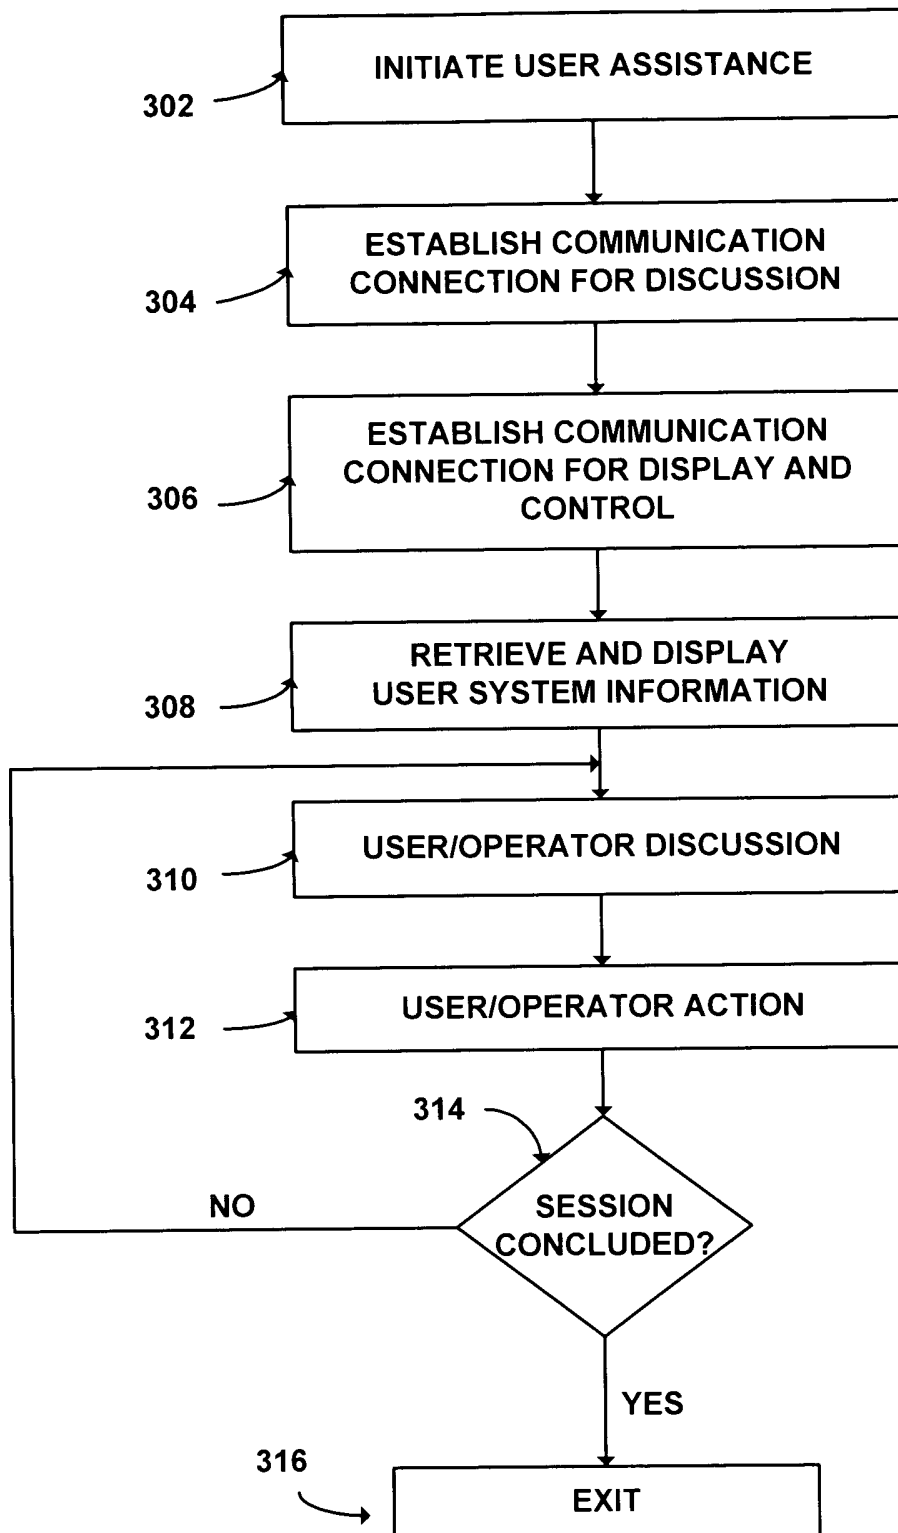 INITIATE USER ASSISTANCE
302
ESTABLISH COMMUNICATION
CONNECTION FOR DISCUSSION
304
ESTABLISH COMMUNICATION
CONNECTION FOR DISPLAY AND
CONTROL
306
RETRIEVE AND DISPLAY
USER SYSTEM INFORMATION
308
USER/OPERATOR DISCUSSION
310
USER/OPERATOR ACTION
312
314
SESSION
CONCLUDED?
NO
YES
316
EXIT